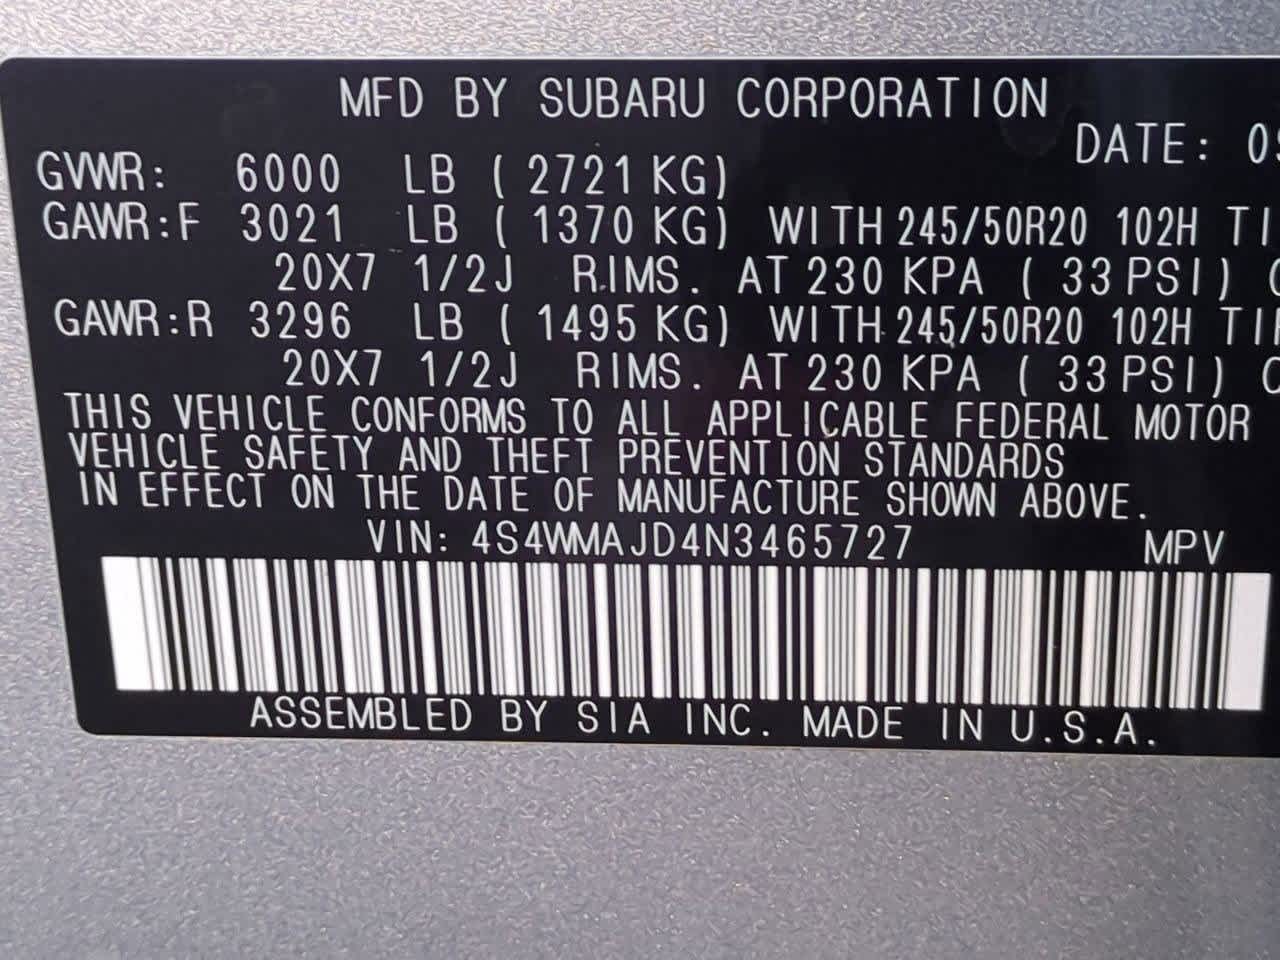 MFD BY SUBARU CORPORATION
DATE:
GVWR: 6000 LB ( 2721 KG)
GAWR:F 3021 LB ( 1370 KG) WITH 245/50R20 102H
20X7 1/2J RIMS. AT 230 KPA ( 33 PSI)
GAWR:R 3296 LB ( 1495 KG) WITH 245/50R20 102H
20X7 1/2J RIMS. AT 230 KPA ( 33 PSI)
THIS VEHICLE CONFORMS TO ALL APPLICABLE FEDERAL MOTOR
VEHICLE SAFETY AND THEFT PREVENTION STANDARDS
IN EFFECT ON THE DATE OF MANUFACTURE SHOWN ABOVE.
VIN: 4S4WMAJD4N3465727 MPV
ASSEMBLED BY SIA INC. MADE IN U.S.A.